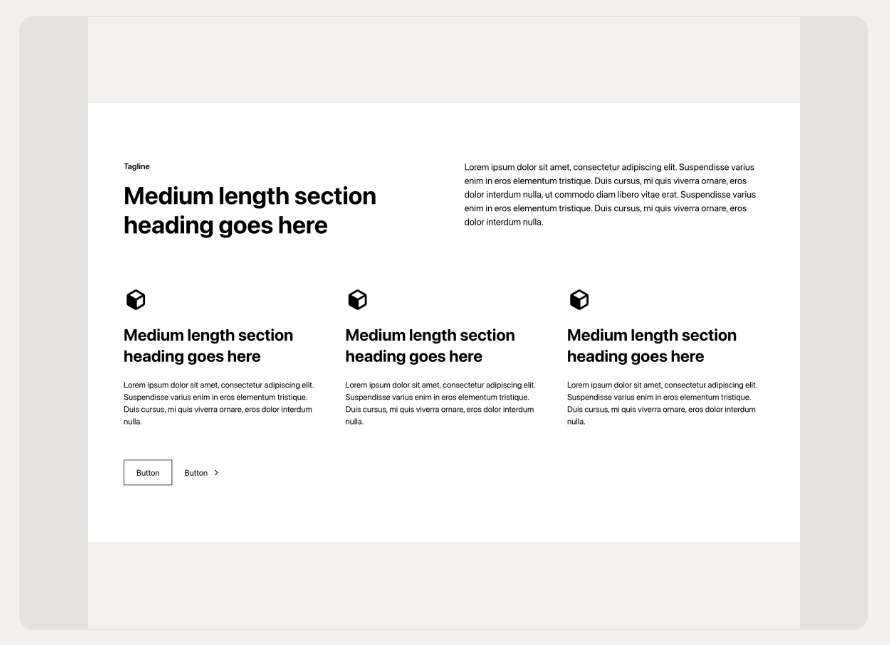 Tagline
Medium length section
heading goes here
Lorem ipsum dolor sit amet, consectetur adipiscing elit. Suspendisse varius
enim in eros elementum tristique. Duis cursus, mi quis viverra ornare, eros
dolor interdum nulla, ut commodo diam libero vitae erat. Suspendisse varius
enim in eros elementum tristique. Duis cursus, mi quis viverra ornare, eros
dolor interdum nulla.
Medium length section
heading goes here
Lorem ipsum dolor sit amet, consectetur adipiscing elit.
Suspendisse varius enim in eros elementum tristique.
Duis cursus, mi quis viverra ornare, eros dolor interdum
nulla.
Medium length section
heading goes here
Lorem ipsum dolor sit amet, consectetur adipiscing elit.
Suspendisse varius enim in eros elementum tristique.
Duis cursus, mi quis viverra ornare, eros dolor interdum
nulla.
Medium length section
heading goes here
Lorem ipsum dolor sit amet, consectetur adipiscing elit.
Suspendisse varius enim in eros elementum tristique.
Duis cursus, mi quis viverra ornare, eros dolor interdum
nulla.
Button
Button